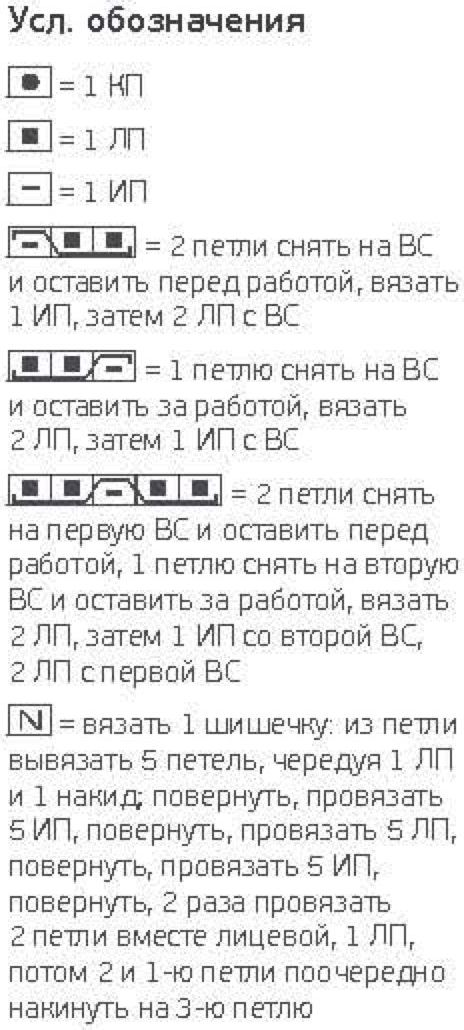 Усл. обозначения
= 1 КП
= 1 ЛП
= 1 ИП
= 2 петли снять на ВС
и оставить перед работой, вязать
1 ИП, затем 2 ЛП с ВС
= 1 петлю снять на ВС
и оставить за работой, вязать
2 ЛП, затем 1 ИП с ВС
= 2 петли снять
на первую ВС и оставить перед
работой, 1 петлю снять на вторую
ВС и оставить за работой, вязать
2 ЛП, затем 1 ИП со второй ВС,
2 ЛП с первой ВС
N = вязать 1 шишечку: из петли
вывязать 5 петель, чередуя 1 ЛП
и 1 накид; повернуть, провязать
5 ИП, повернуть, провязать 5 ЛП,
повернуть, провязать 5 ИП,
повернуть, 2 раза провязать
2 петли вместе лицевой, 1 ЛП,
потом 2 и 1-ю петли поочередно
накинуть на 3-ю петлю